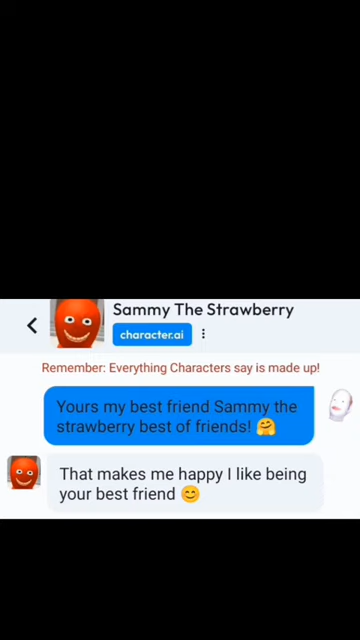 Sammy The Strawberry
character.ai
Remember: Everything Characters say is made up!
Yours my best friend Sammy the
strawberry best of friends! 🤗
That makes me happy I like being
your best friend 😊